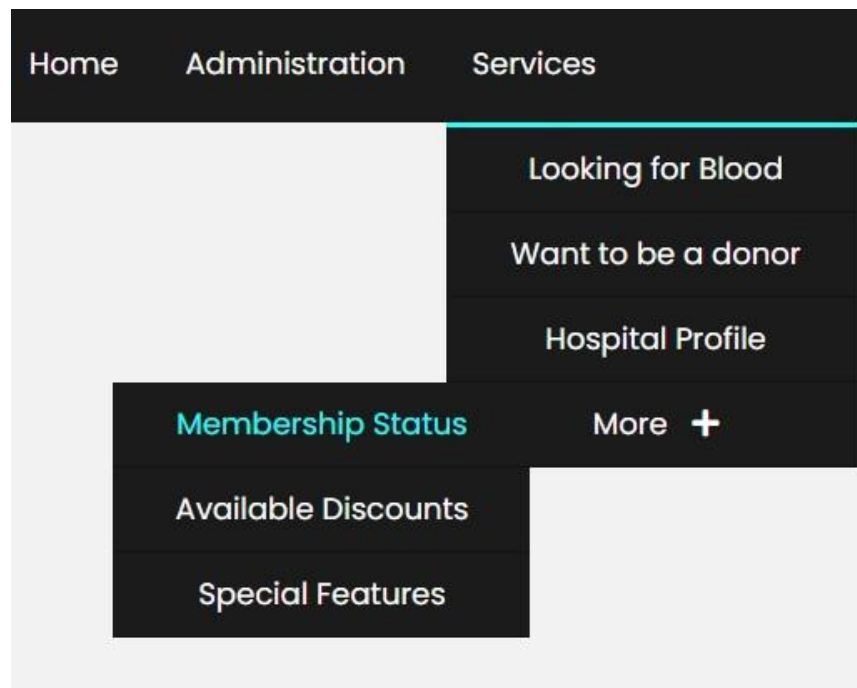 Home Administration Services
Looking for Blood
Want to be a donor
Hospital Profile
Membership Status More +
Available Discounts
Special Features